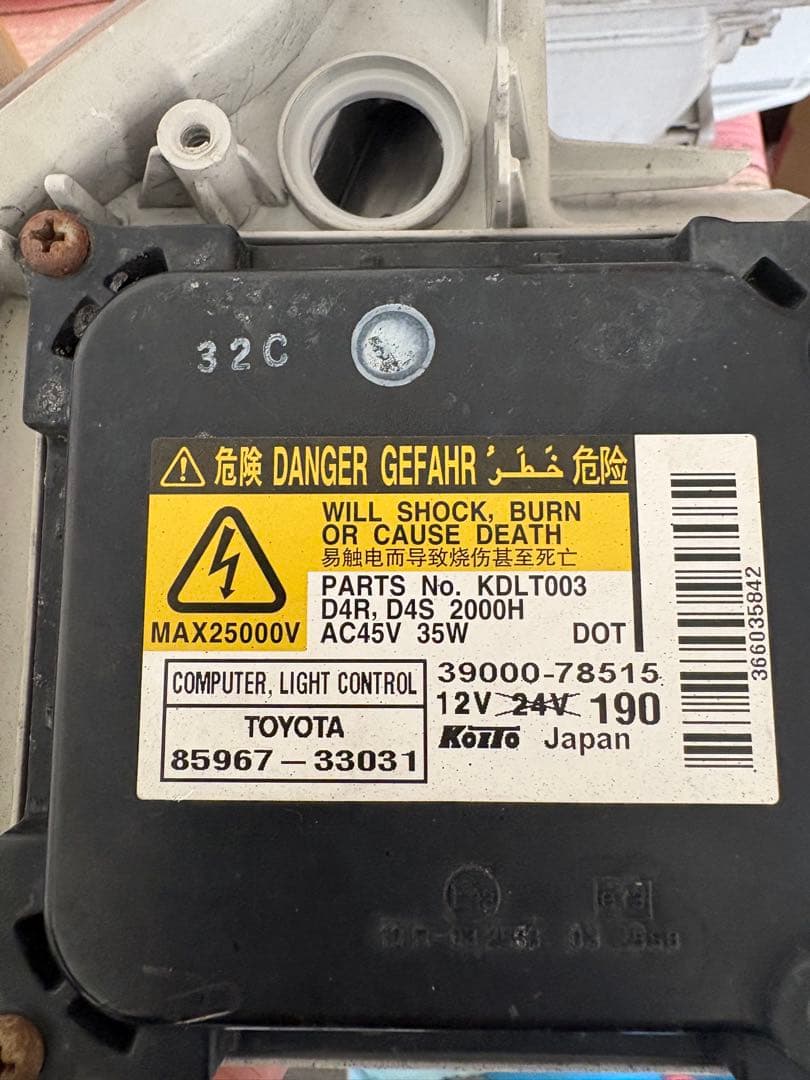 32C
危険 DANGER GEFAHR خَطَرُ 危险
WILL SHOCK, BURN
OR CAUSE DEATH
易触电而导致烧伤甚至死亡
MAX25000V
PARTS No. KDLT003
D4R, D4S 2000H
AC45V 35W DOT
COMPUTER, LIGHT CONTROL
TOYOTA
85967-33031
39000-78515
12V 24V 190
KOITO Japan
366035842